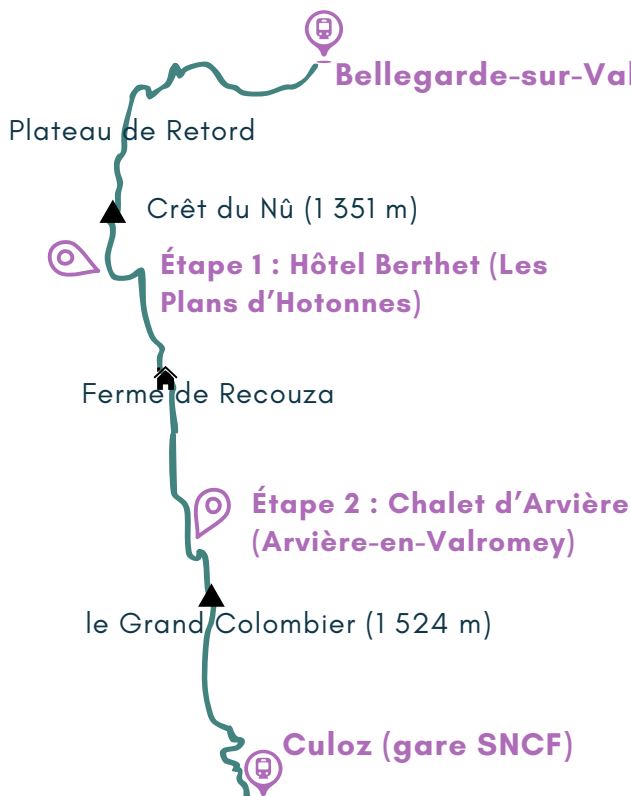 Bellegarde-sur-Val
Plateau de Retord
Crêt du Nû (1 351 m)
Étape 1 : Hôtel Berthet (Les
Plans d’Hotonnes)
Ferme de Recouza
Étape 2 : Chalet d’Arvière
(Arvière-en-Valromey)
le Grand Colombier (1 524 m)
Culoz (gare SNCF)